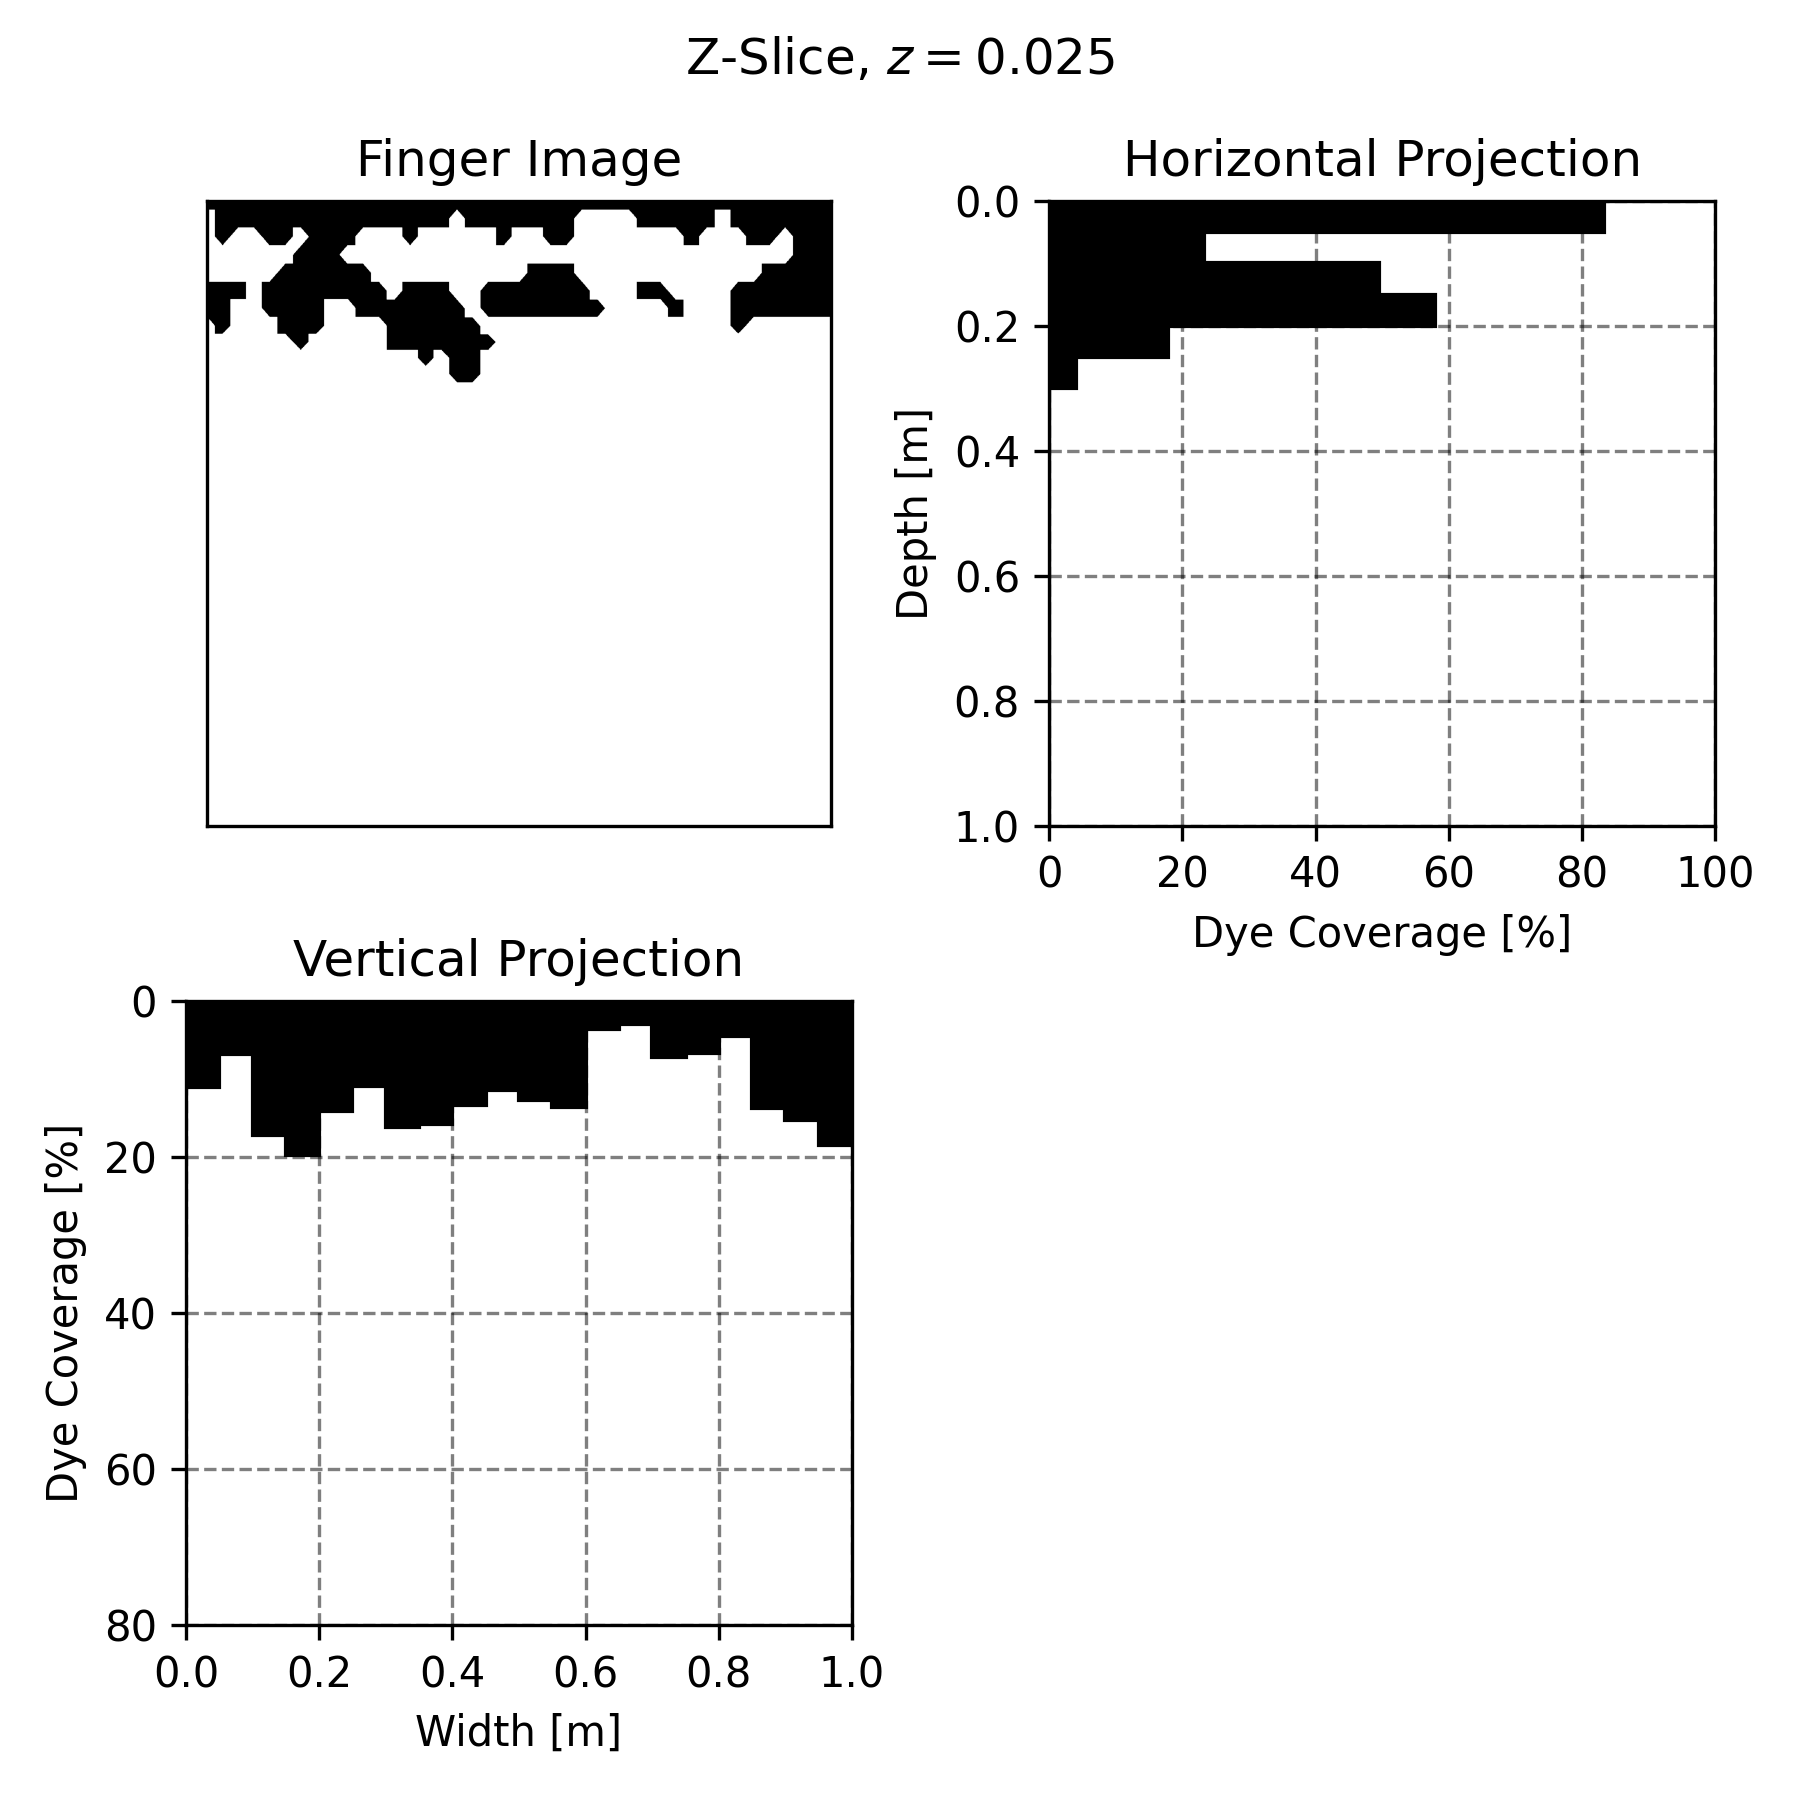 Z-Slice, z = 0.025
Finger Image
Horizontal Projection
0.0
0.2
0.4
0.6
0.8
1.0
Depth [m]
0 20 40 60 80 100
Dye Coverage [%]
Vertical Projection
0
20
40
60
80
Dye Coverage [%]
0.0 0.2 0.4 0.6 0.8 1.0
Width [m]